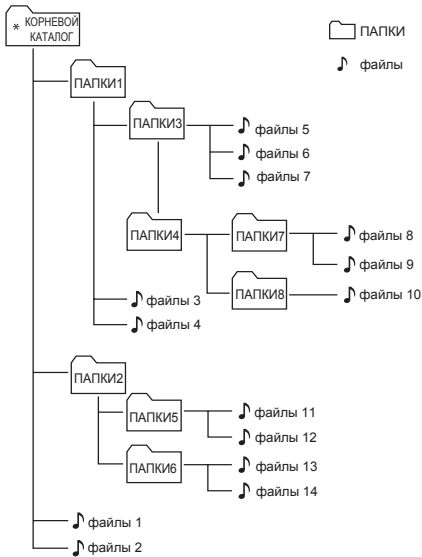 * КОРНЕВОЙ
КАТАЛОГ
ПАПКИ
файлы
ПАПКИ1
ПАПКИ3
файлы 5
файлы 6
файлы 7
ПАПКИ4
ПАПКИ7
файлы 8
файлы 9
ПАПКИ8
файлы 10
файлы 3
файлы 4
ПАПКИ2
ПАПКИ5
файлы 11
файлы 12
ПАПКИ6
файлы 13
файлы 14
файлы 1
файлы 2